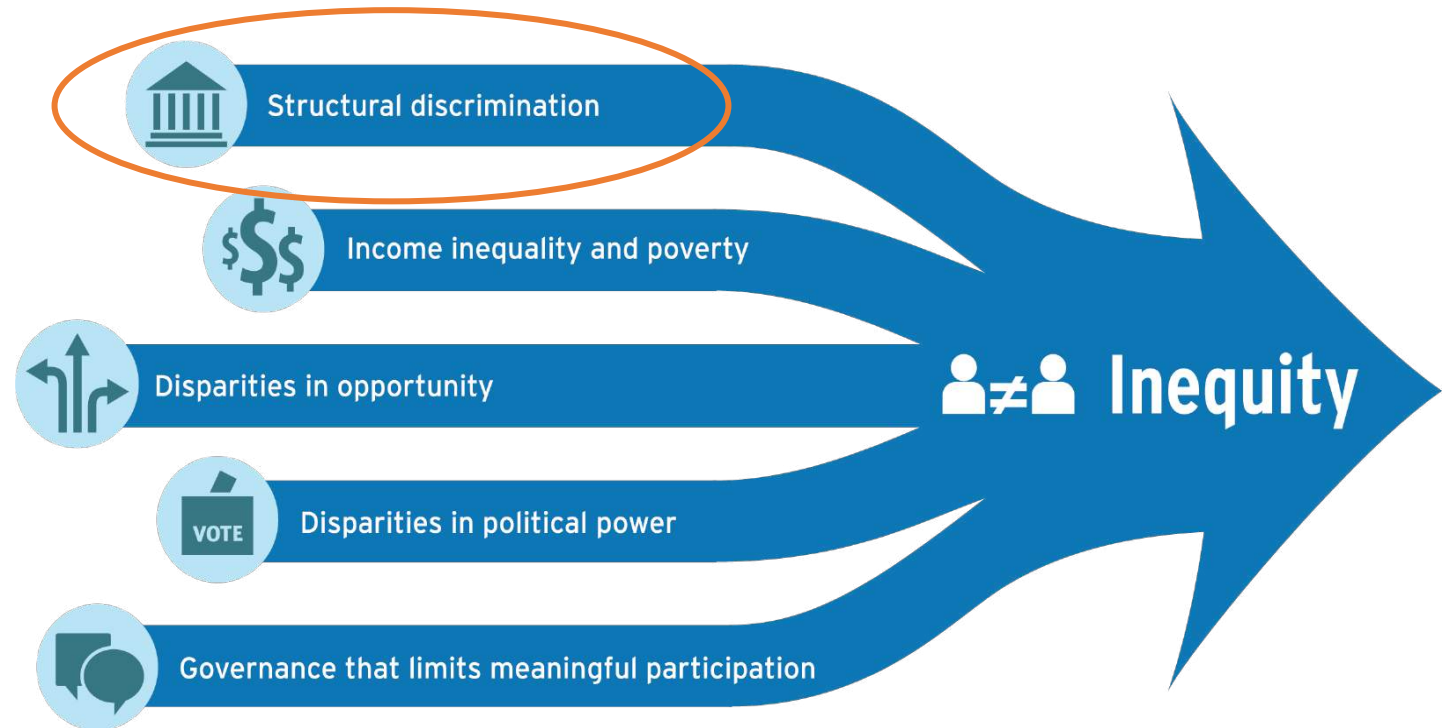 Structural discrimination
$$$ Income inequality and poverty
Disparities in opportunity
≠ Inequity
VOTE Disparities in political power
Governance that limits meaningful participation